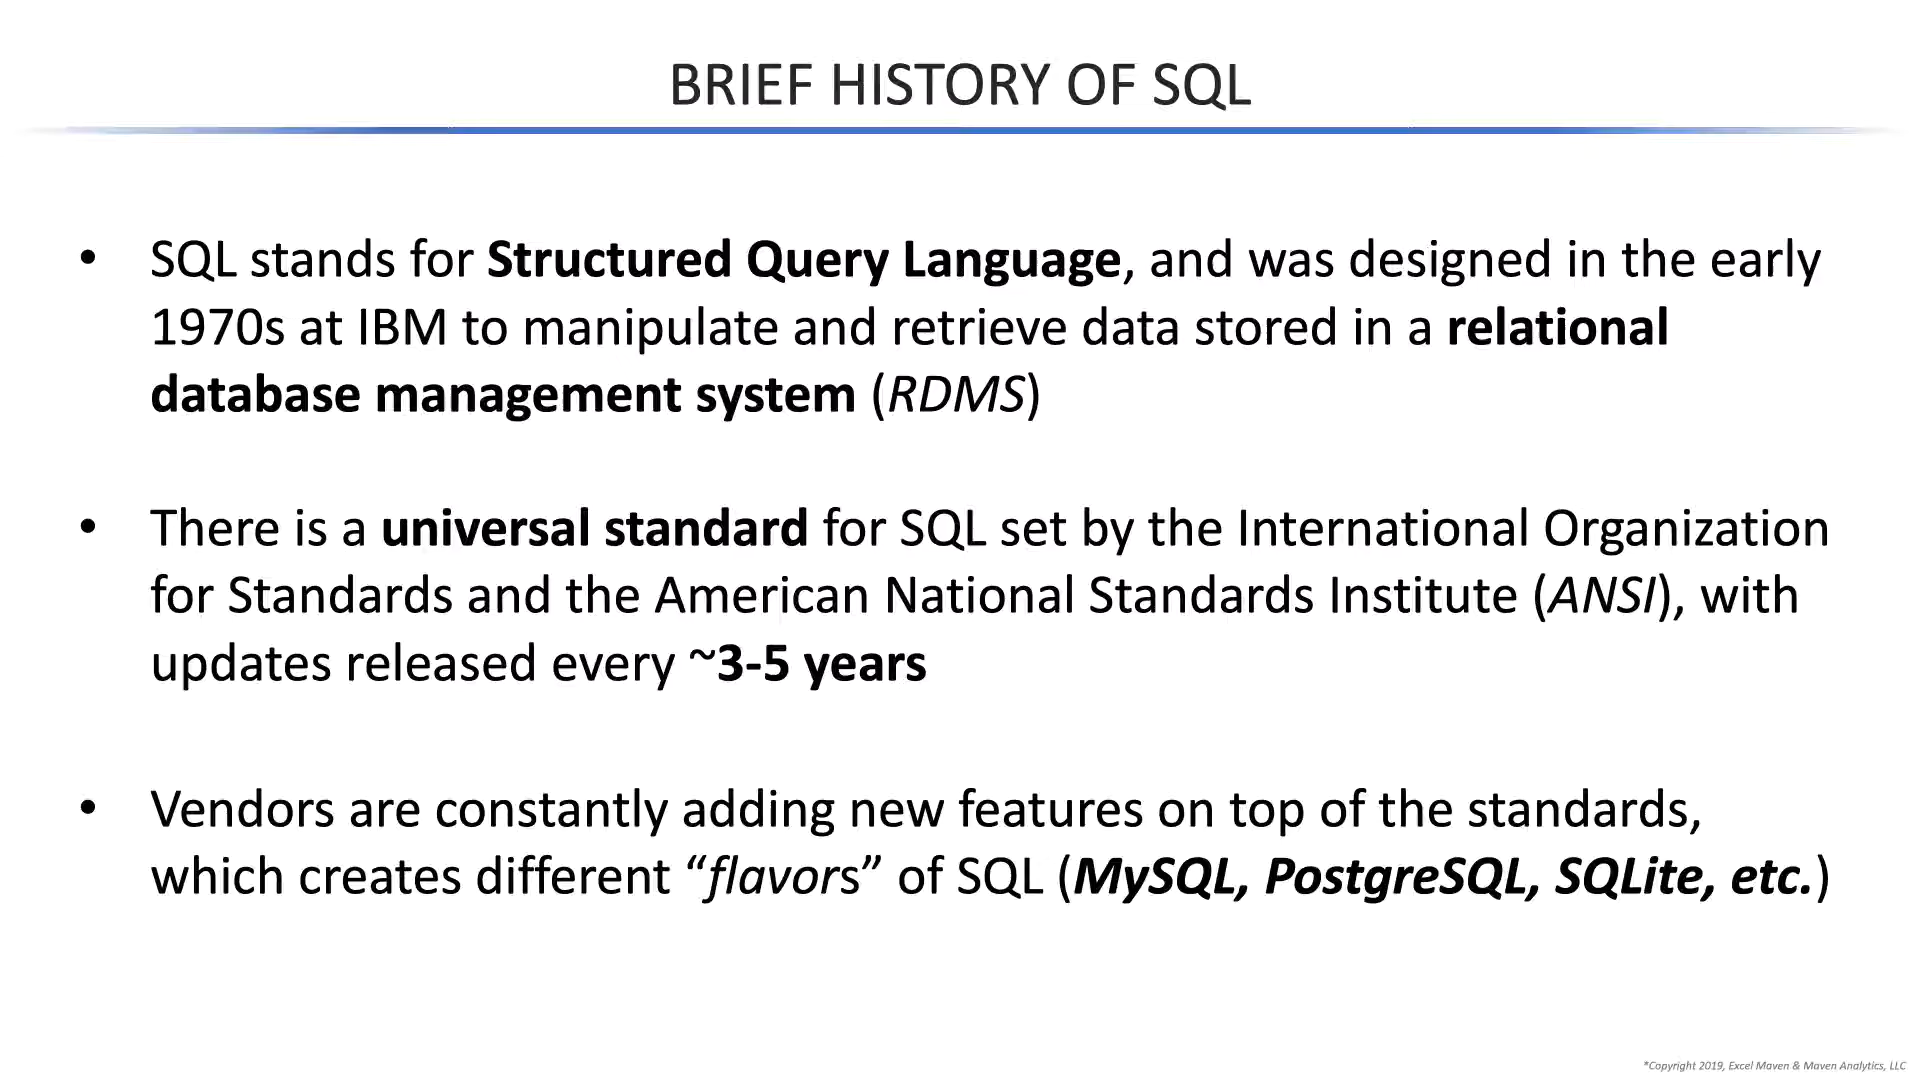 BRIEF HISTORY OF SQL
• SQL stands for Structured Query Language, and was designed in the early
1970s at IBM to manipulate and retrieve data stored in a relational
database management system (RDMS)
• There is a universal standard for SQL set by the International Organization
for Standards and the American National Standards Institute (ANSI), with
updates released every ~3-5 years
• Vendors are constantly adding new features on top of the standards,
which creates different “flavors” of SQL (MySQL, PostgreSQL, SQLite, etc.)
*Copyright 2019, Excel Maven & Maven Analytics, LLC